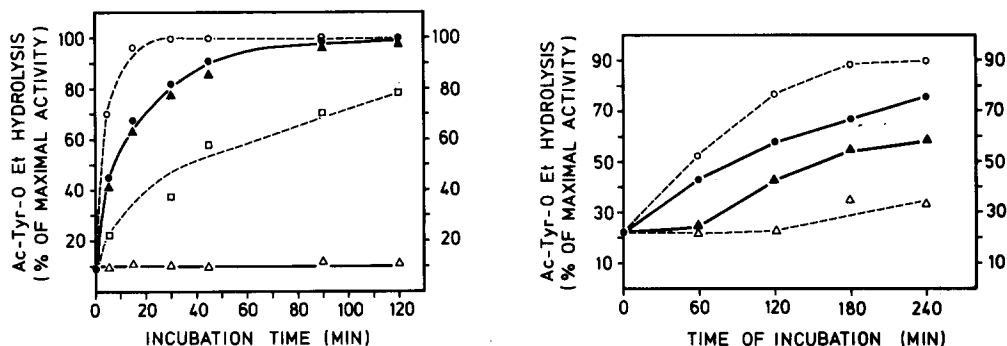 Ac-Tyr-O Et HYDROLYSIS
(% OF MAXIMAL ACTIVITY)
100
80
60
40
20
100
80
60
40
20
0 20 40 60 80 100 120
INCUBATION TIME (MIN)
Ac-Tyr-O Et HYDROLYSIS
(% OF MAXIMAL ACTIVITY)
90
70
50
30
10
90
70
50
30
10
0 60 120 180 240
TIME OF INCUBATION (MIN)